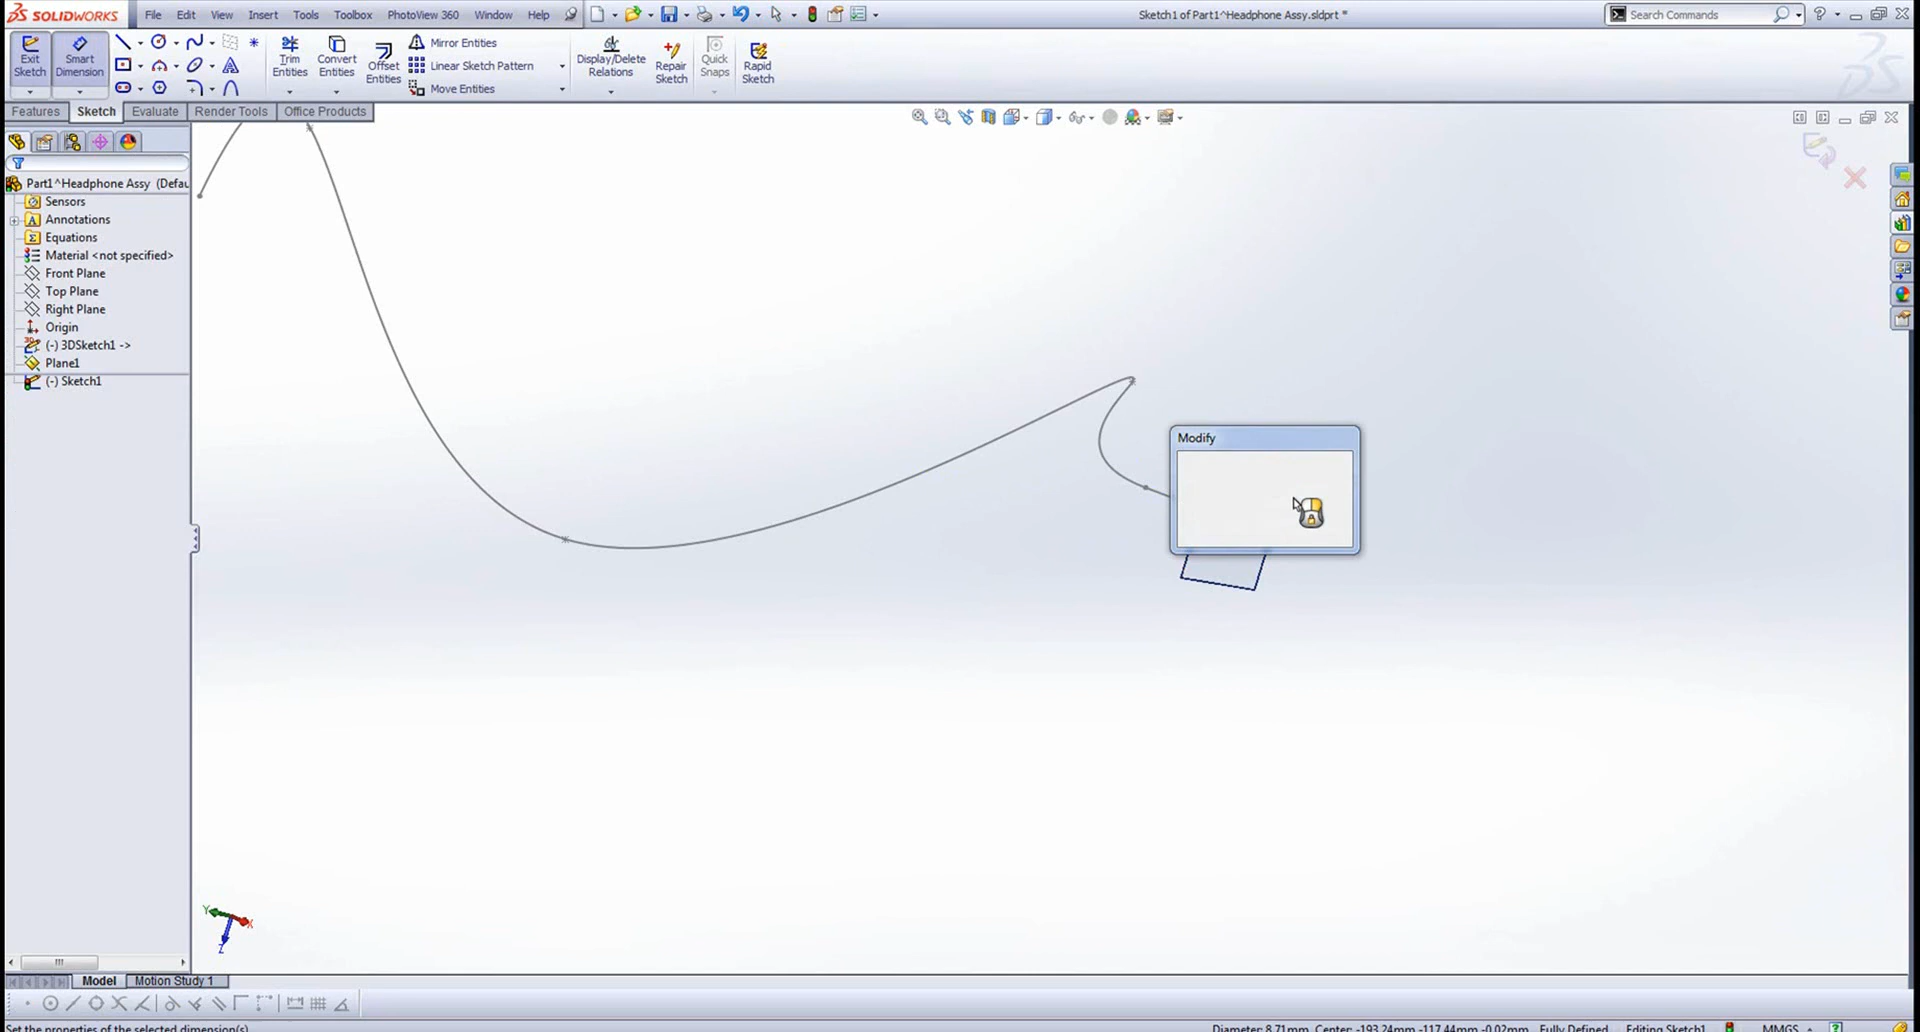 SOLIDWORKS File Edit View Insert Tools Toolbox PhotoView 360 Window Help Sketch1 of Part1^Headphone Assy.sldprt * Search Commands
Exit Sketch
Smart Dimension
Trim Entities
Convert Entities
Offset Entities
Mirror Entities
Linear Sketch Pattern
Move Entities
Display/Delete Relations
Repair Sketch
Quick Snaps
Rapid Sketch
Features Sketch Evaluate Render Tools Office Products
Part1^Headphone Assy (Defau
Sensors
Annotations
Equations
Material <not specified>
Front Plane
Top Plane
Right Plane
Origin
(-) 3DSketch1 ->
Plane1
(-) Sketch1
Modify
Y
X
Z
Model Motion Study 1
Set the properties of the selected dimension(s). Diameter: 8.71mm Center: -193.24mm -117.44mm -0.02mm Fully Defined Editing Sketch1 MMGS